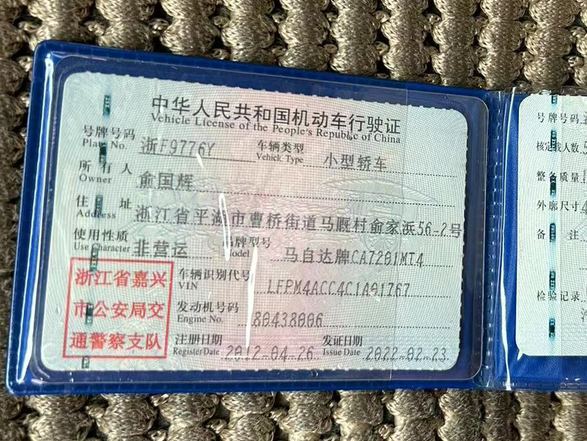 中华人民共和国机动车行驶证
Vehicle License of the People's Republic of China
号牌号码 浙F9776Y 车辆类型 小型轿车
Plate No. Vehicle Type
所有人 俞国辉
Owner
住址 浙江省平湖市曹桥街道马厩村俞家浜56-2号
Address
使用性质 非营运 品牌型号 马自达牌CA7201MT4
Use Character Model
浙江省嘉兴
市公安局交
通警察支队
车辆识别代号 LFPM4ACC4C1A01767
VIN
发动机号码 80438006
Engine No.
注册日期 2012-04-26 发证日期 2022-02-23
Register Date Issue Date
号牌号码
核定载人数
整备质量
外廓尺寸
备注
检验记录